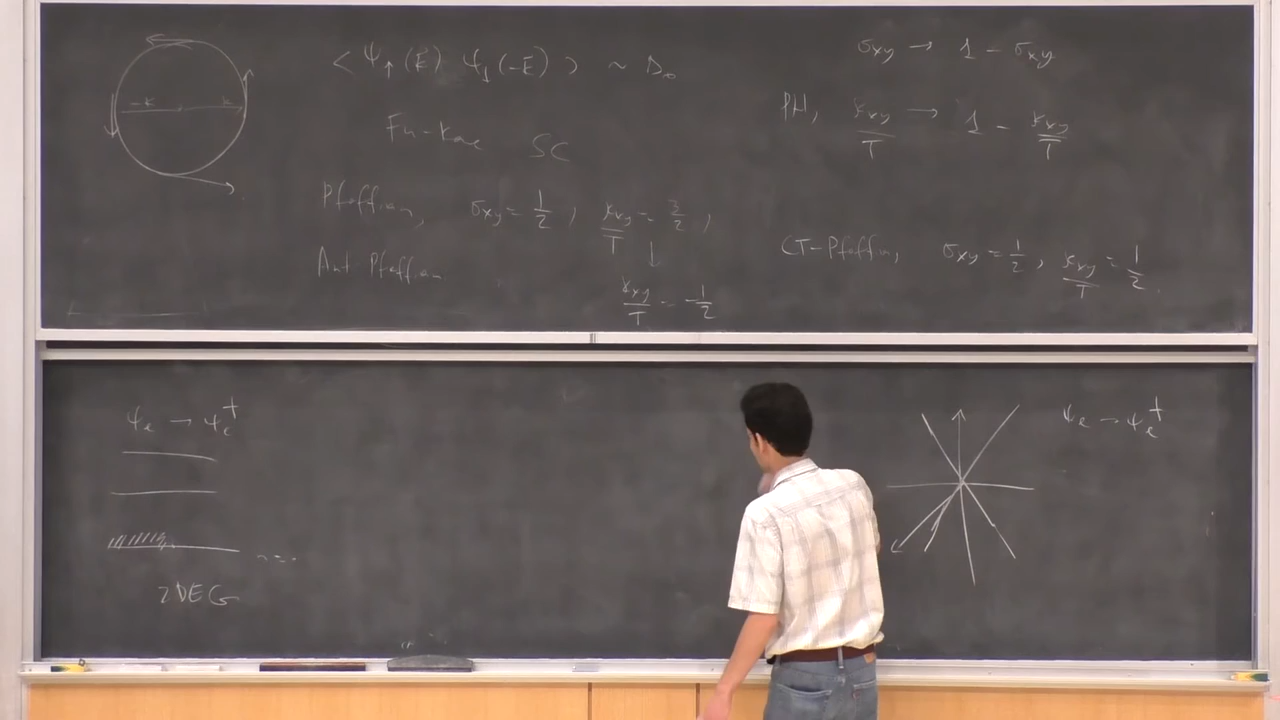 -k k
< ψ↑(k) ψ↓(-k) > ~ Δ₀
Fu-Kane SC
Pfaffian, σxy = 1/2, κxy/T = 3/2,
Anti-Pfaffian
κxy/T = -1/2
σxy → 1 - σxy
PH, κxy/T → 1 - κxy/T
CT-Pfaffian, σxy = 1/2, κxy/T = 1/2
ψe → ψe†
2DEG
ψe → ψe†